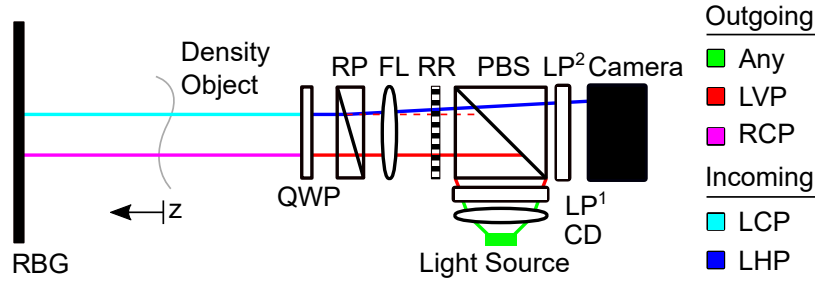 Density
Object
RP FL RR PBS LP² Camera
QWP
z
LP¹
CD
RBG
Light Source
Outgoing
Any
LVP
RCP
Incoming
LCP
LHP